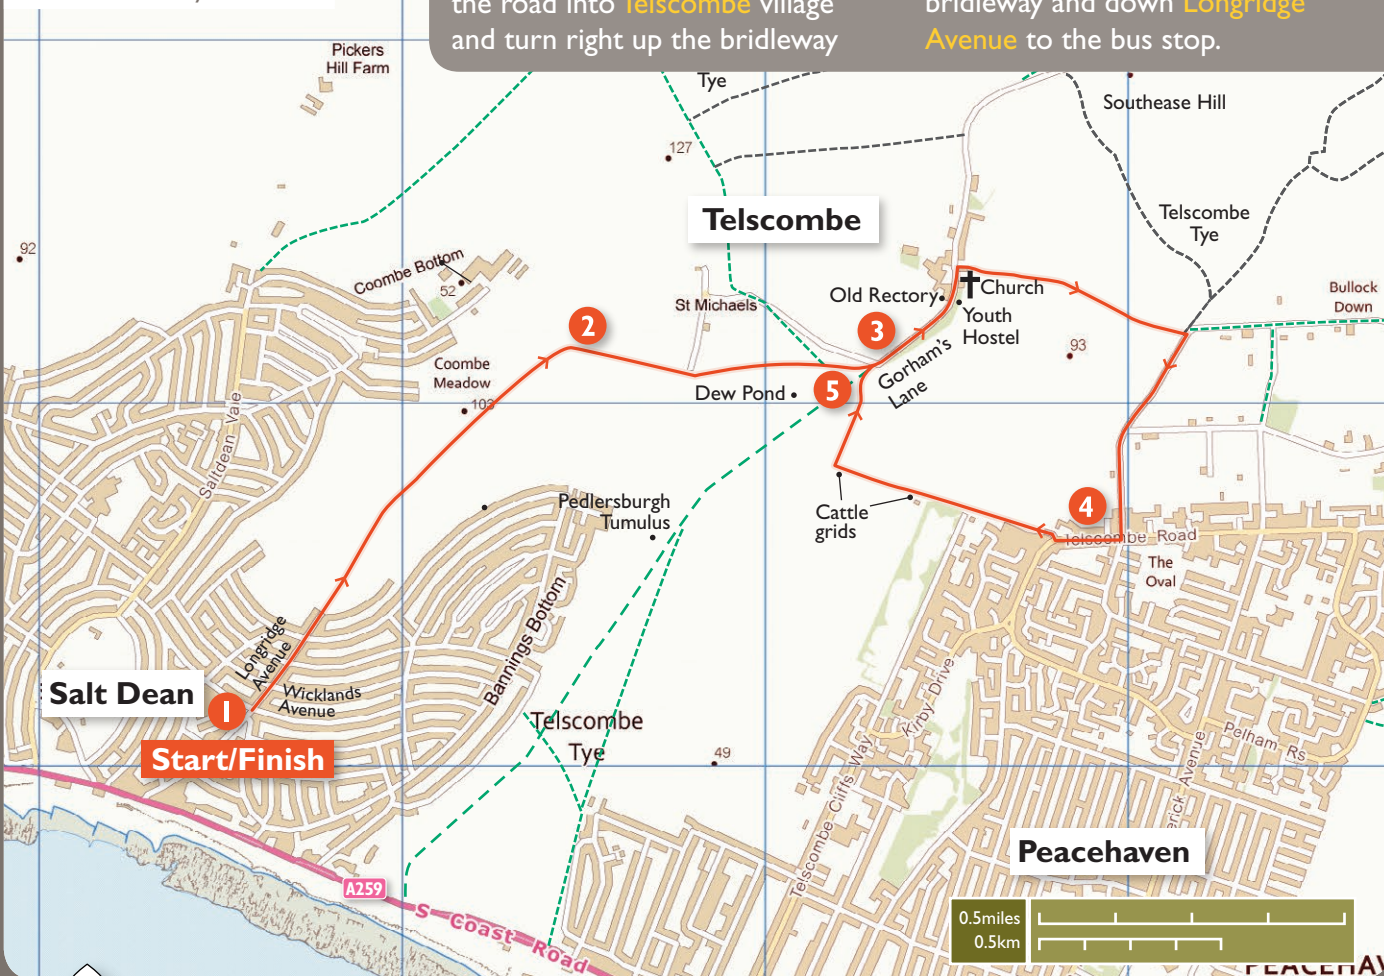 the road into Telscombe village
and turn right up the bridleway
bridleway and down Longridge
Avenue to the bus stop.
Pickers
Hill Farm
Tye
Southease Hill
127
Telscombe
Telscombe
Tye
92
Coombe Bottom
52
St Michaels
Old Rectory
Church
Youth
Hostel
Bullock
Down
2
3
93
Coombe
Meadow
103
Dew Pond
5
Gorham's
Lane
Saltdean Vale
Pedlersburgh
Tumulus
Cattle
grids
4
Telscombe Road
The
Oval
Bannings Bottom
Longridge
Avenue
Salt Dean
1
Wicklands
Avenue
Start/Finish
Telscombe
Tye
49
Kirby Drive
Telscombe Cliffs Way
Pelham Rs
erick Avenue
Peacehaven
A259
S Coast Road
0.5miles
0.5km
PEACEHAV